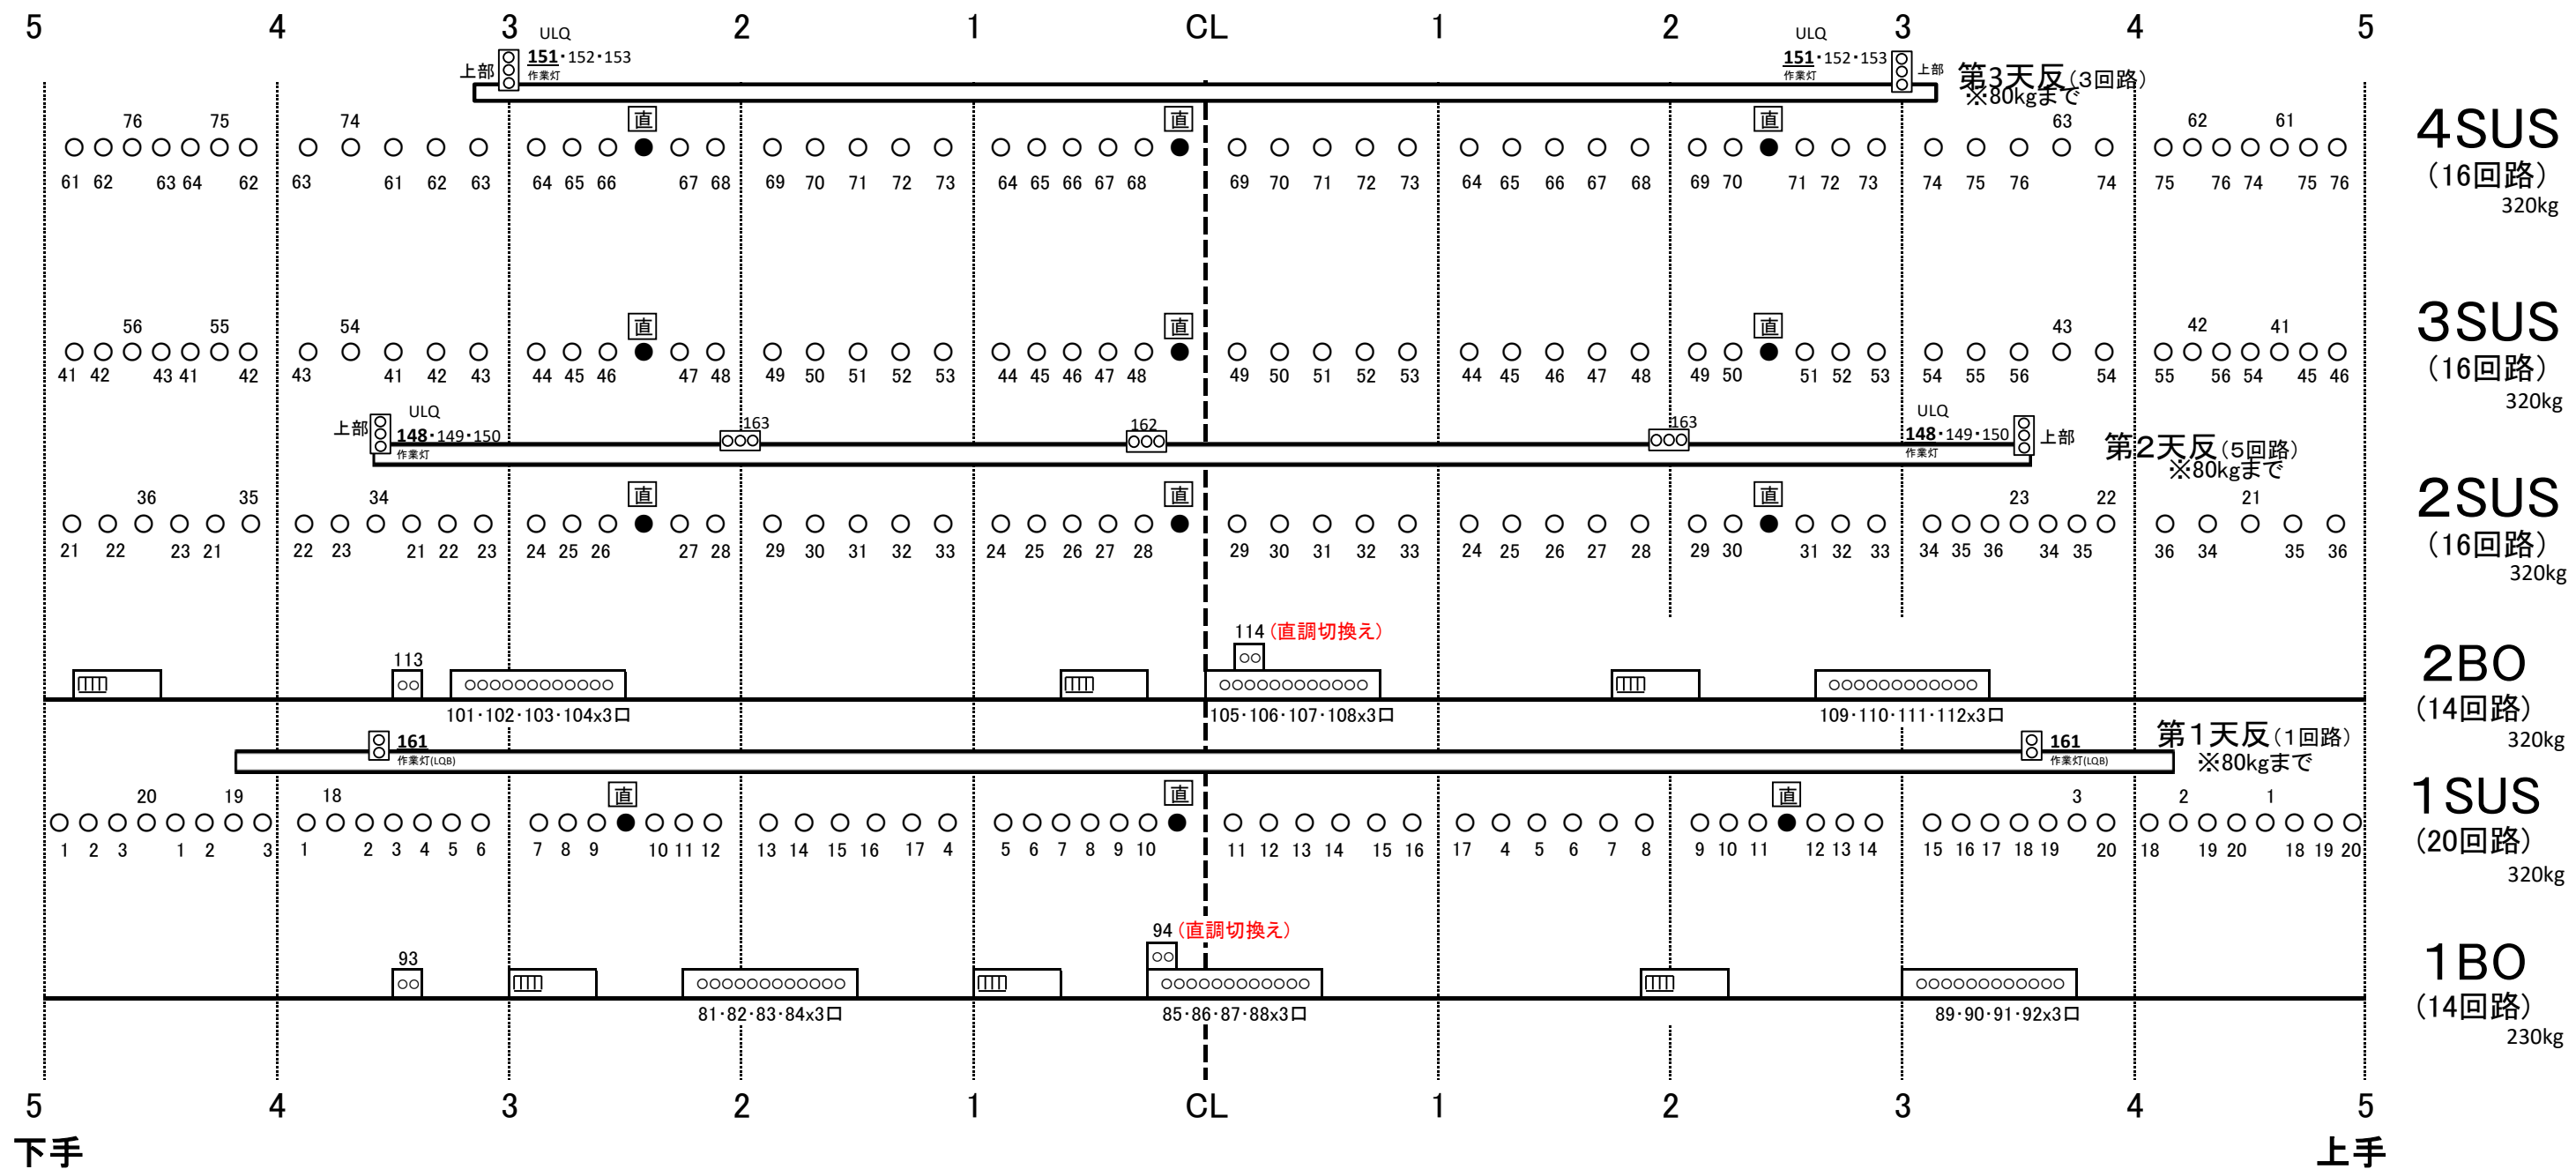 5 4 3 2 1 CL 1 2 3 4 5
ULQ ULQ
上部 151・152・153 151・152・153 上部
作業灯 作業灯
第3天反(3回路)
※80kgまで
76 75 74 直 直 直 63 62 61
4SUS
61 62 63 64 62 63 61 62 63 64 65 66 67 68 69 70 71 72 73 64 65 66 67 68 69 70 71 72 73 64 65 66 67 68 69 70 71 72 73 74 75 76 74 75 76 74 75 76
(16回路)
320kg
56 55 54 直 直 直 43 42 41
3SUS
41 42 43 41 42 43 41 42 43 44 45 46 47 48 49 50 51 52 53 44 45 46 47 48 49 50 51 52 53 44 45 46 47 48 49 50 51 52 53 54 55 56 54 55 56 54 45 46
(16回路)
320kg
ULQ ULQ
上部 148・149・150 163 162 163 148・149・150 上部
作業灯 作業灯
第2天反(5回路)
※80kgまで
36 35 34 直 直 直 23 22 21
2SUS
21 22 23 21 22 23 21 22 23 24 25 26 27 28 29 30 31 32 33 24 25 26 27 28 29 30 31 32 33 24 25 26 27 28 29 30 31 32 33 34 35 36 34 35 36 34 35 36
(16回路)
320kg
114 (直調切換え)
113
2BO
101・102・103・104x3口 105・106・107・108x3口 109・110・111・112x3口
(14回路)
320kg
161 161
作業灯(LQB) 作業灯(LQB)
第1天反(1回路)
※80kgまで
20 19 18 直 直 直 3 2 1
1SUS
1 2 3 1 2 3 1 2 3 4 5 6 7 8 9 10 11 12 13 14 15 16 17 4 5 6 7 8 9 10 11 12 13 14 15 16 17 4 5 6 7 8 9 10 11 12 13 14 15 16 17 18 19 20 18 19 20 18 19 20
(20回路)
320kg
94 (直調切換え)
93
1BO
81・82・83・84x3口 85・86・87・88x3口 89・90・91・92x3口
(14回路)
230kg
5 4 3 2 1 CL 1 2 3 4 5
下手 上手